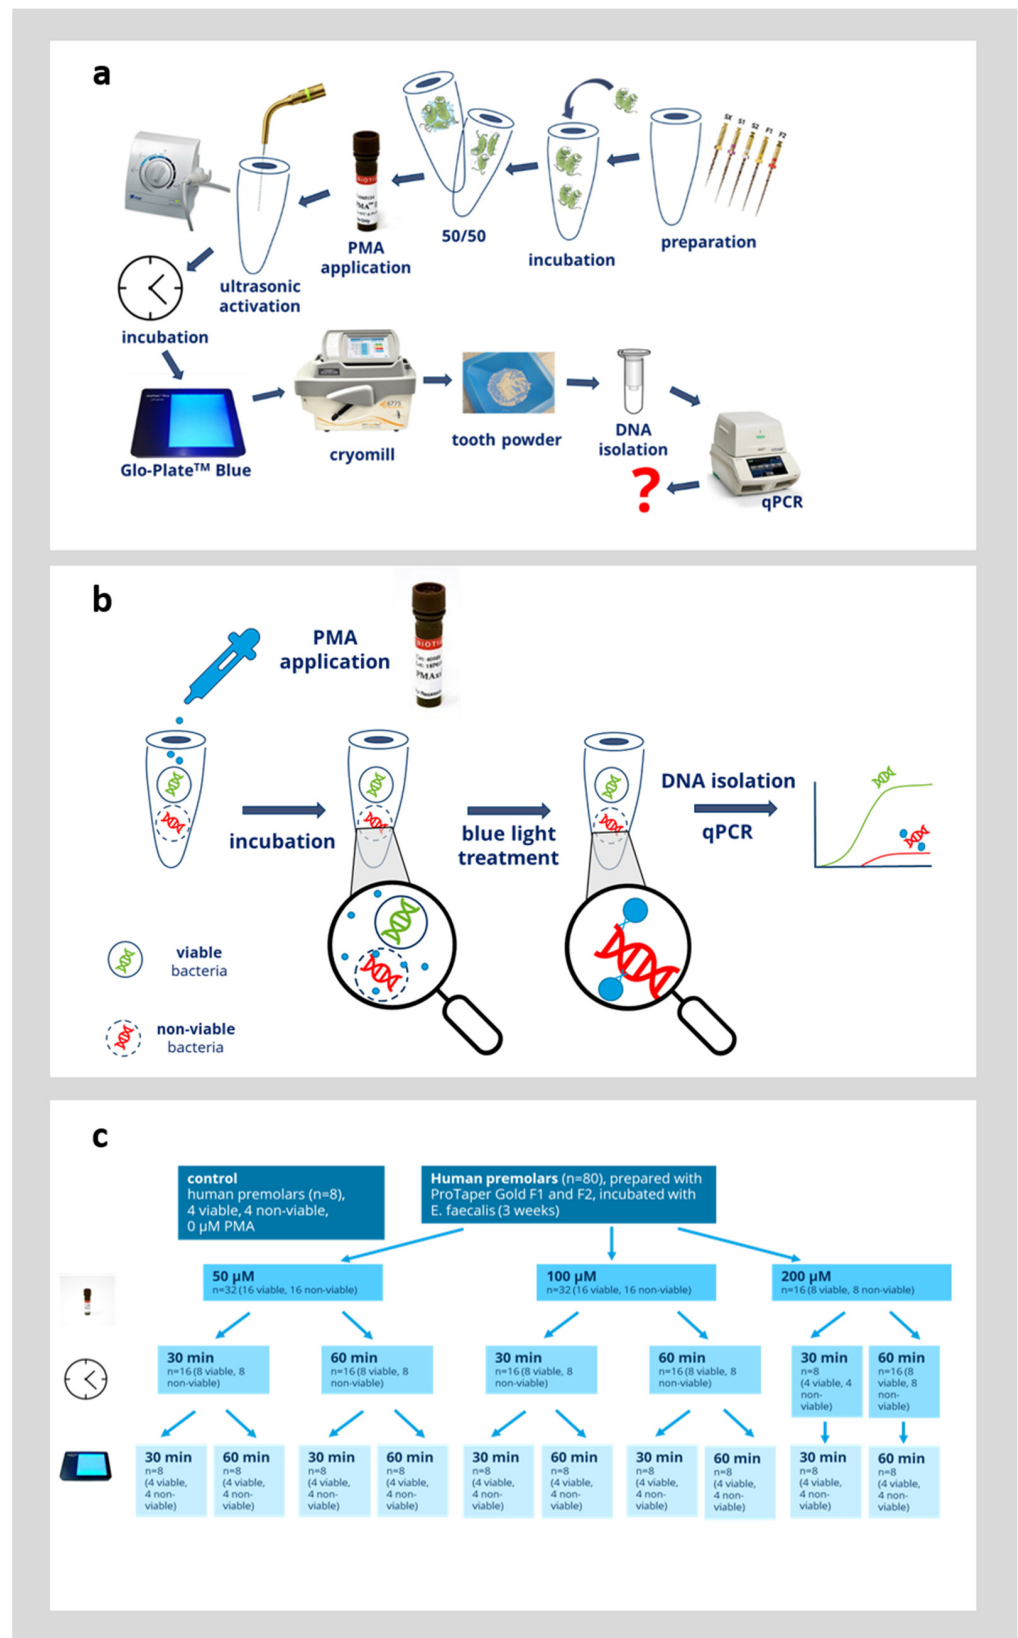 a
SX S1 S2 F1 F2
50/50
PMA
application
incubation
preparation
ultrasonic
activation
incubation
Glo-Plate™ Blue
cryomill
tooth powder
DNA
isolation
?
qPCR
b
PMA
application
incubation
blue light
treatment
DNA isolation
qPCR
viable
bacteria
non-viable
bacteria
c
control
human premolars (n=8),
4 viable, 4 non-viable,
0 µM PMA
Human premolars (n=80), prepared with
ProTaper Gold F1 and F2, incubated with
E. faecalis (3 weeks)
50 µM
n=32 (16 viable, 16 non-viable)
100 µM
n=32 (16 viable, 16 non-viable)
200 µM
n=16 (8 viable, 8 non-viable)
30 min
n=16 (8 viable, 8
non-viable)
60 min
n=16 (8 viable, 8
non-viable)
30 min
n=16 (8 viable, 8
non-viable)
60 min
n=16 (8 viable, 8
non-viable)
30 min
n=8
(4 viable, 4
non-
viable)
60 min
n=16 (8
viable, 8
non-
viable)
30 min
n=8
(4 viable,
4 non-
viable)
60 min
n=8
(4 viable,
4 non-
viable)
30 min
n=8
(4 viable,
4 non-
viable)
60 min
n=8
(4 viable,
4 non-
viable)
30 min
n=8
(4 viable,
4 non-
viable)
60 min
n=8
(4 viable,
4 non-
viable)
30 min
n=8
(4 viable,
4 non-
viable)
60 min
n=8
(4 viable,
4 non-
viable)
30 min
n=8
(4 viable,
4 non-
viable)
60 min
n=8
(4 viable,
4 non-
viable)